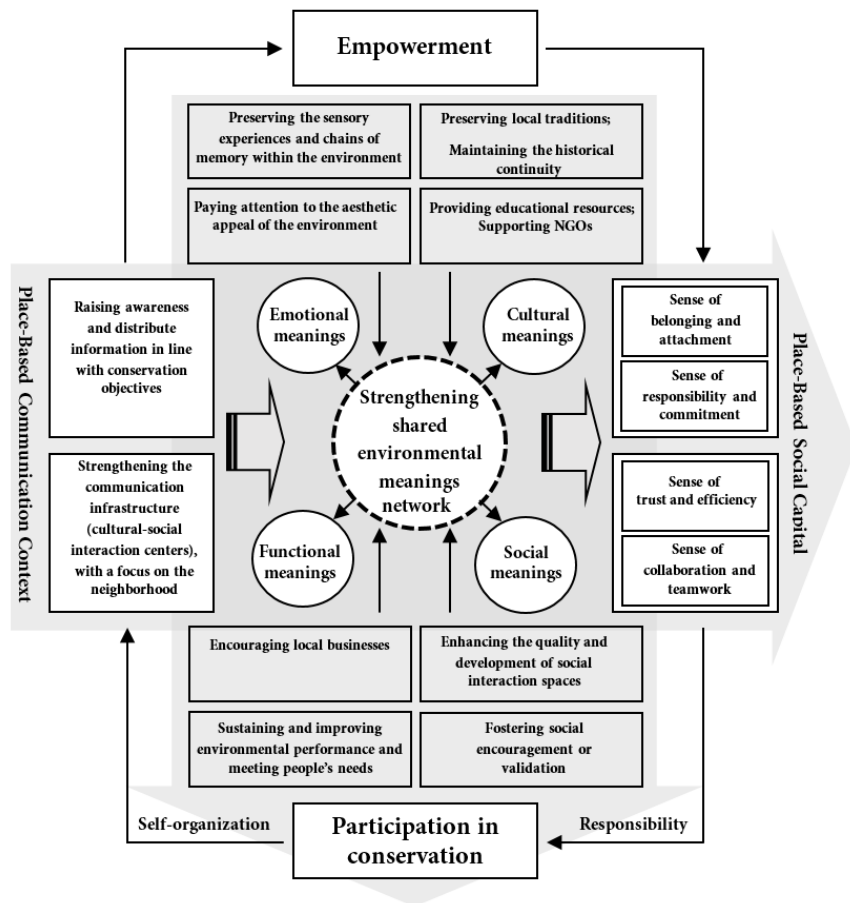 Empowerment
Preserving the sensory
experiences and chains of
memory within the environment
Preserving local traditions;
Maintaining the historical
continuity
Paying attention to the aesthetic
appeal of the environment
Providing educational resources;
Supporting NGOs
Place-Based Communication Context
Raising awareness
and distribute
information in line
with conservation
objectives
Strengthening the
communication
infrastructure
(cultural-social
interaction centers),
with a focus on the
neighborhood
Emotional
meanings
Cultural
meanings
Strengthening
shared
environmental
meanings
network
Functional
meanings
Social
meanings
Sense of
belonging and
attachment
Sense of
responsibility and
commitment
Sense of
trust and efficiency
Sense of
collaboration and
teamwork
Place-Based Social Capital
Encouraging local businesses
Enhancing the quality and
development of social
interaction spaces
Sustaining and improving
environmental performance and
meeting people's needs
Fostering social
encouragement or
validation
Self-organization
Participation in
conservation
Responsibility